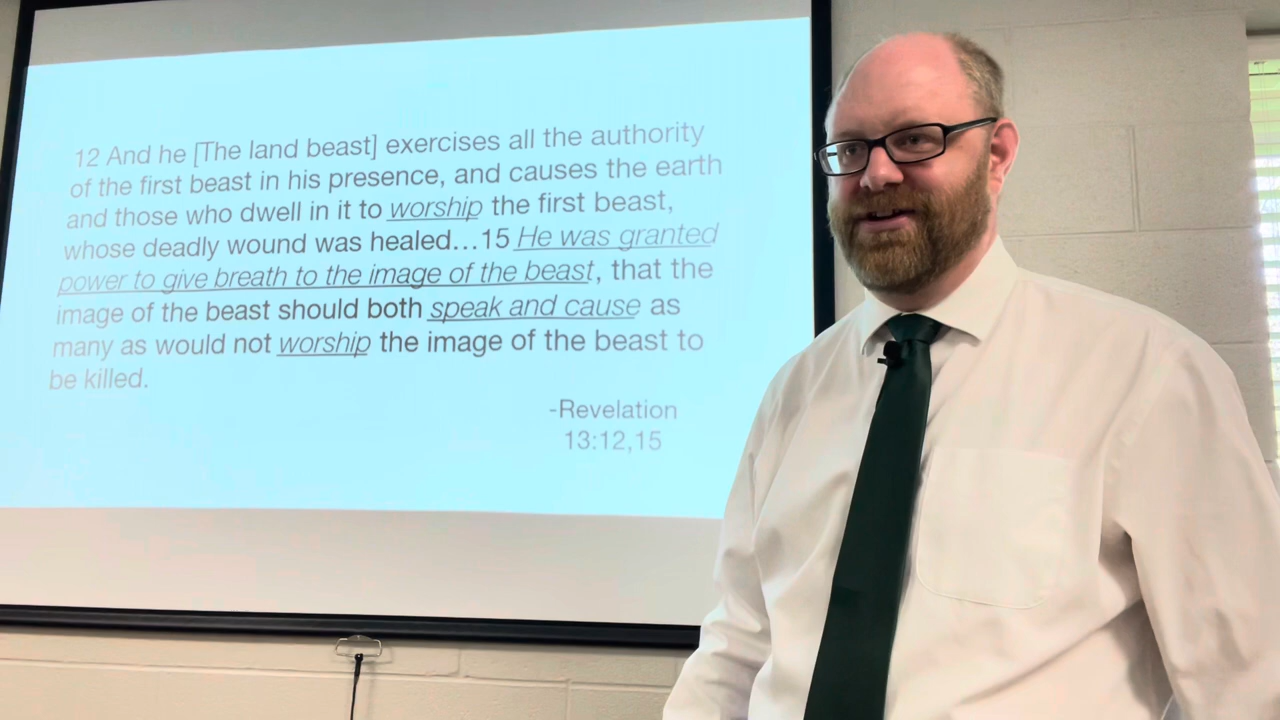 12 And he [The land beast] exercises all the authority
of the first beast in his presence, and causes the earth
and those who dwell in it to worship the first beast,
whose deadly wound was healed…15 He was granted
power to give breath to the image of the beast, that the
image of the beast should both speak and cause as
many as would not worship the image of the beast to
be killed.
-Revelation
13:12,15